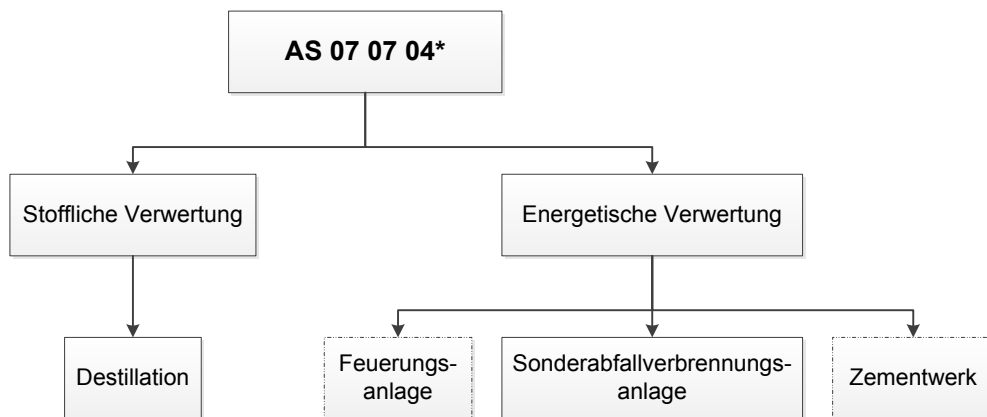 AS 07 07 04*
Stoffliche Verwertung
Energetische Verwertung
Destillation
Feuerungs-
anlage
Sonderabfallverbrennungs-
anlage
Zementwerk